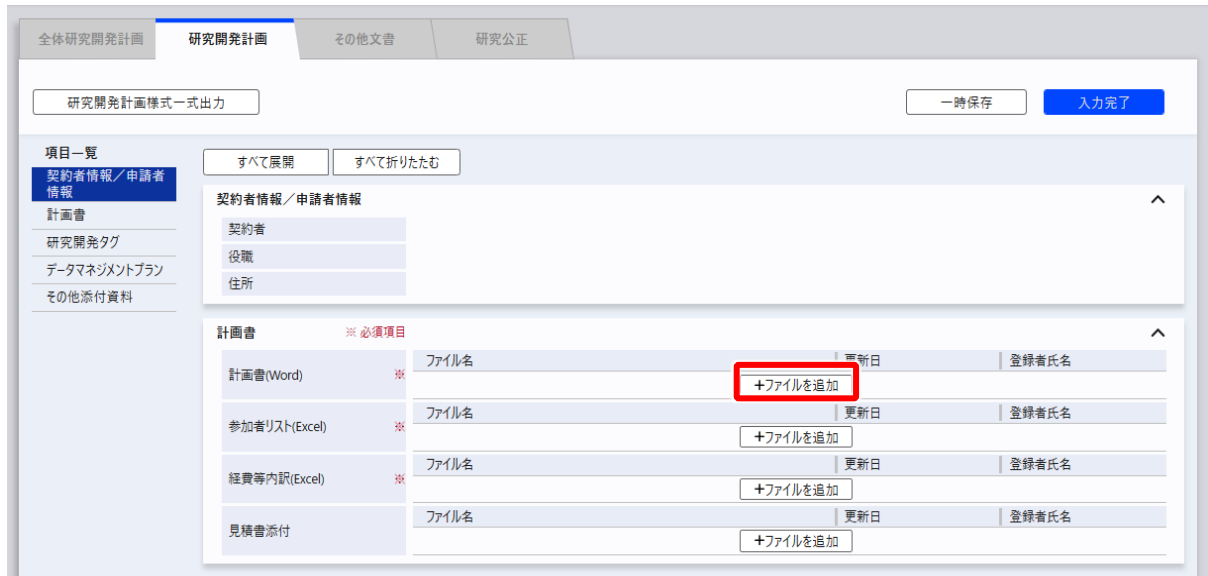 全体研究開発計画 研究開発計画 その他文書 研究公正
研究開発計画様式一式出力 一時保存 入力完了
項目一覧
契約者情報／申請者
情報
計画書
研究開発タグ
データマネジメントプラン
その他添付資料
すべて展開 すべて折りたたむ
契約者情報／申請者情報
契約者
役職
住所
計画書 ※ 必須項目
ファイル名 更新日 登録者氏名
計画書(Word) ※
+ファイルを追加
ファイル名 更新日 登録者氏名
参加者リスト(Excel) ※
+ファイルを追加
ファイル名 更新日 登録者氏名
経費等内訳(Excel) ※
+ファイルを追加
ファイル名 更新日 登録者氏名
見積書添付
+ファイルを追加